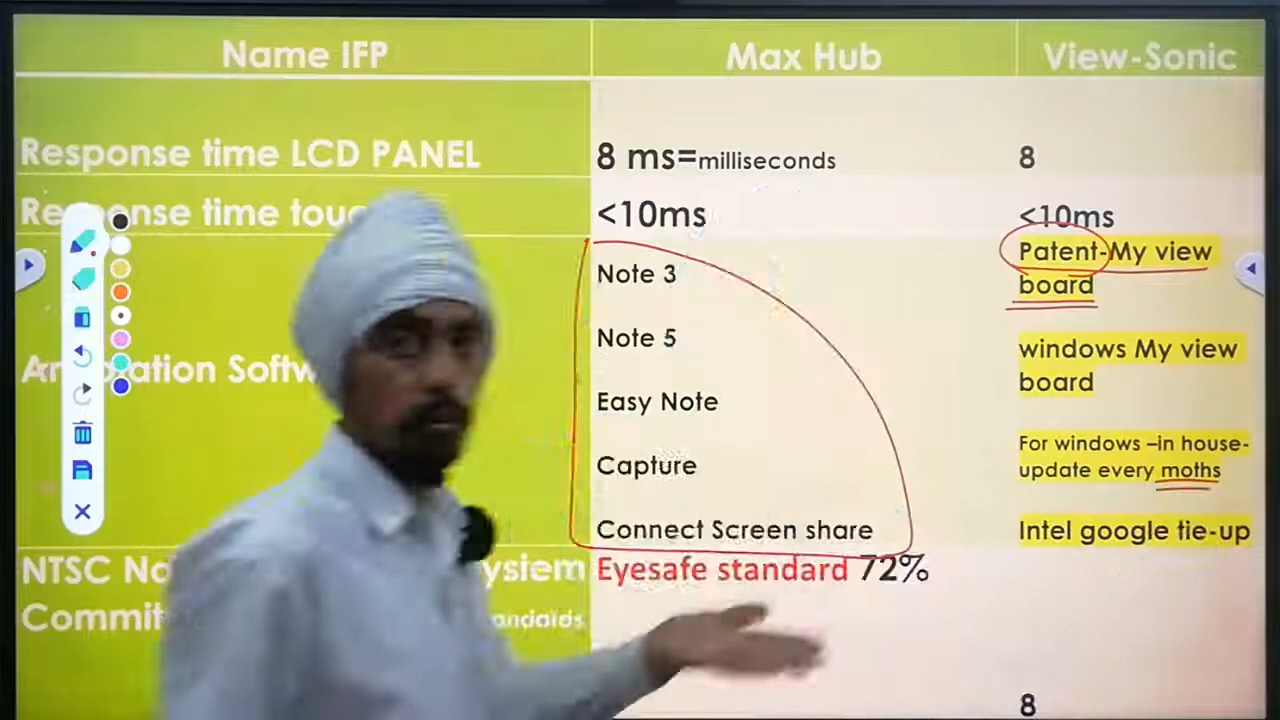 Name IFP Max Hub View-Sonic
Response time LCD PANEL 8 ms=milliseconds 8
time <10ms <10ms
Note 3 Patent-My view
board
Note 5 windows My view
board
Easy Note
Capture For windows –in house-
update every moths
Connect Screen share Intel google tie-up
NTSC Eyesafe standard 72%
8